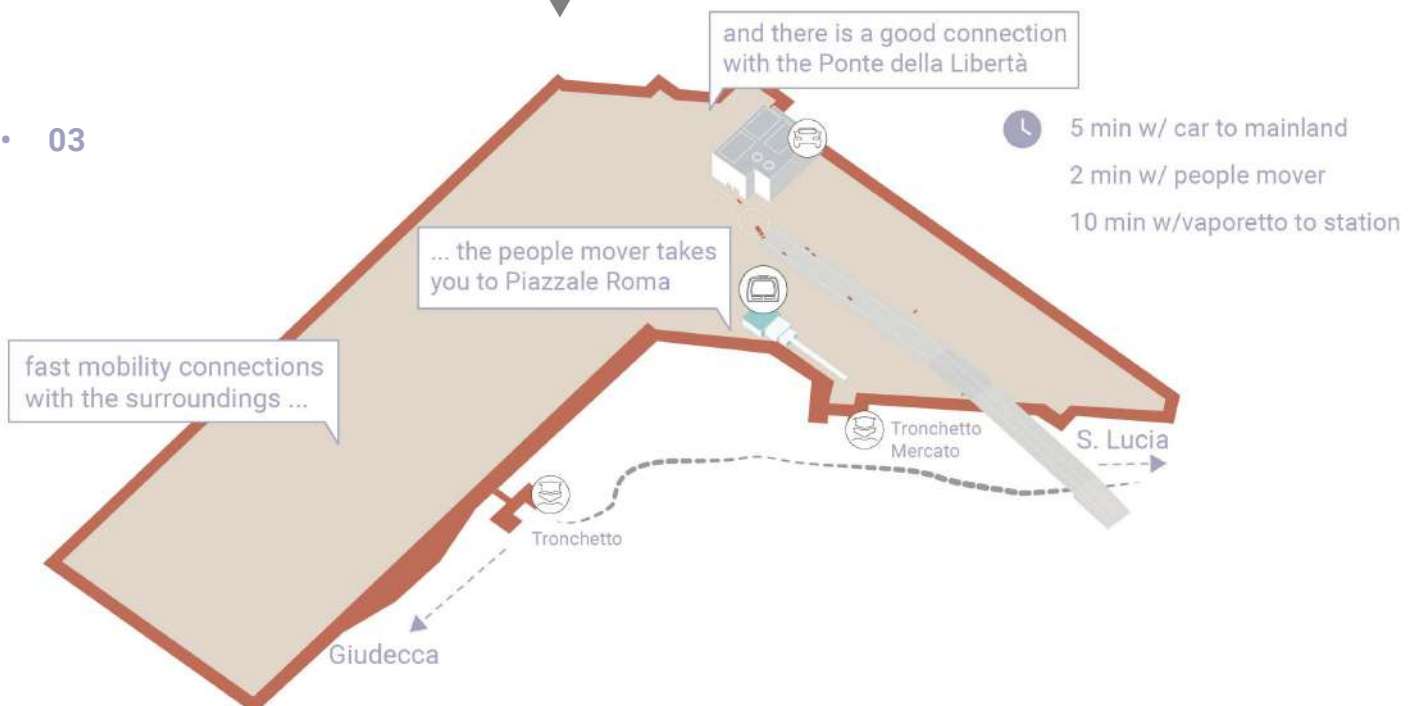 and there is a good connection
with the Ponte della Libertà
• 03
5 min w/ car to mainland
2 min w/ people mover
10 min w/vaporetto to station
... the people mover takes
you to Piazzale Roma
fast mobility connections
with the surroundings ...
Tronchetto
Mercato
S. Lucia
Tronchetto
Giudecca